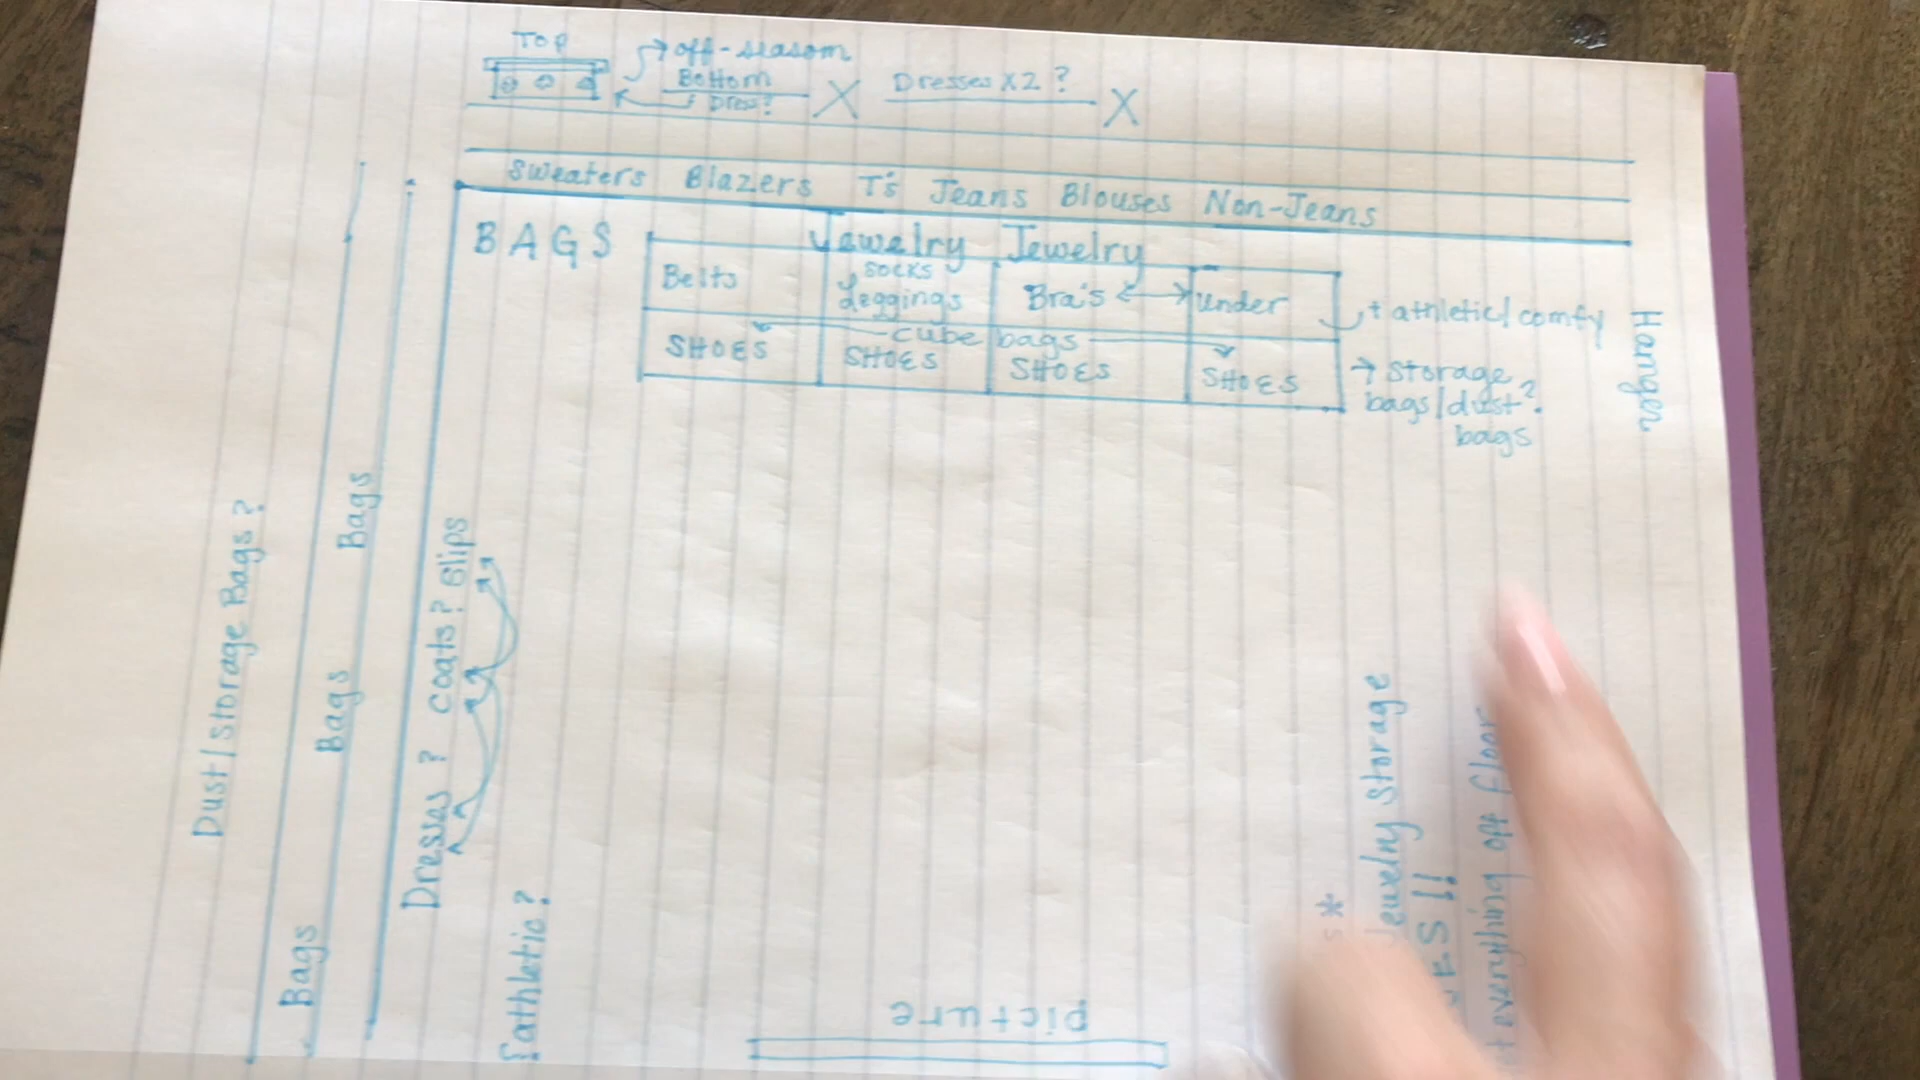 Top
off-season
Bottom
Dress?
X
Dresses x2 ?
X
Sweaters Blazers T's Jeans Blouses Non-Jeans
BAGS
Jewelry Jewelry
Belts
socks
Leggings
Bra's
under
+ athletic/comfy
cube bags
SHOES
SHOES
SHOES
SHOES
→ storage
bags/dust?
bags
Hanger
Dust/storage Bags?
Bags
Bags
Bags
Dresses ? coats? Slips
athletic?
picture
Jewelry storage
everything off floor